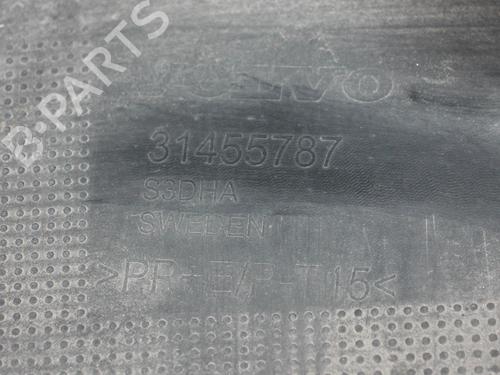 B-PARTS
VOLVO
31455787
S3DHA
SWEDEN
>PP+E/P-T15<